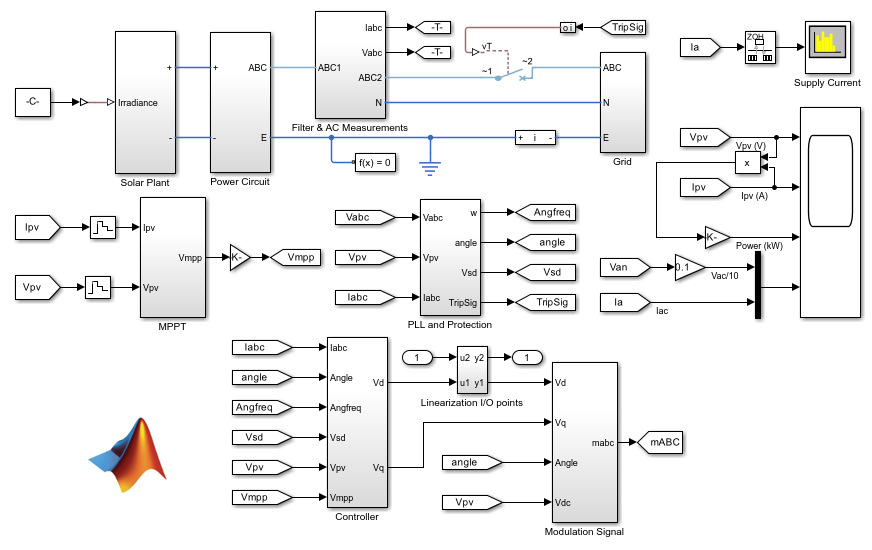 -C-
Irradiance
+
-
Solar Plant
+
-
ABC
E
Power Circuit
ABC1
Iabc
Vabc
ABC2
N
Filter & AC Measurements
-T-
-T-
f(x) = 0
vT
~1
~2
o i
TripSig
+ i -
ABC
N
E
Grid
Ia
ZOH
Supply Current
Vpv
Vpv (V)
x
Ipv
Ipv (A)
K-
Power (kW)
Van
0.1
Vac/10
Ia
Iac
Ipv
Vpv
Ipv
Vpv
Vmpp
MPPT
K-
Vmpp
Vabc
Vpv
Iabc
Vabc
Vpv
Iabc
w
angle
Vsd
TripSig
PLL and Protection
Angfreq
angle
Vsd
TripSig
Iabc
angle
Angfreq
Vsd
Vpv
Vmpp
Iabc
Angle
Angfreq
Vsd
Vpv
Vmpp
Vd
Vq
Controller
1
u2 y2
u1 y1
1
Linearization I/O points
angle
Vpv
Vd
Vq
Angle
Vdc
mabc
Modulation Signal
mABC